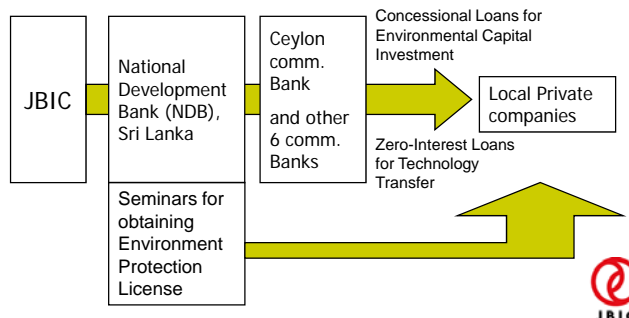 JBIC
National
Development
Bank (NDB),
Sri Lanka
Seminars for
obtaining
Environment
Protection
License
Ceylon
comm.
Bank
and other
6 comm.
Banks
Concessional Loans for
Environmental Capital
Investment
Zero-Interest Loans
for Technology
Transfer
Local Private
companies
JBIC